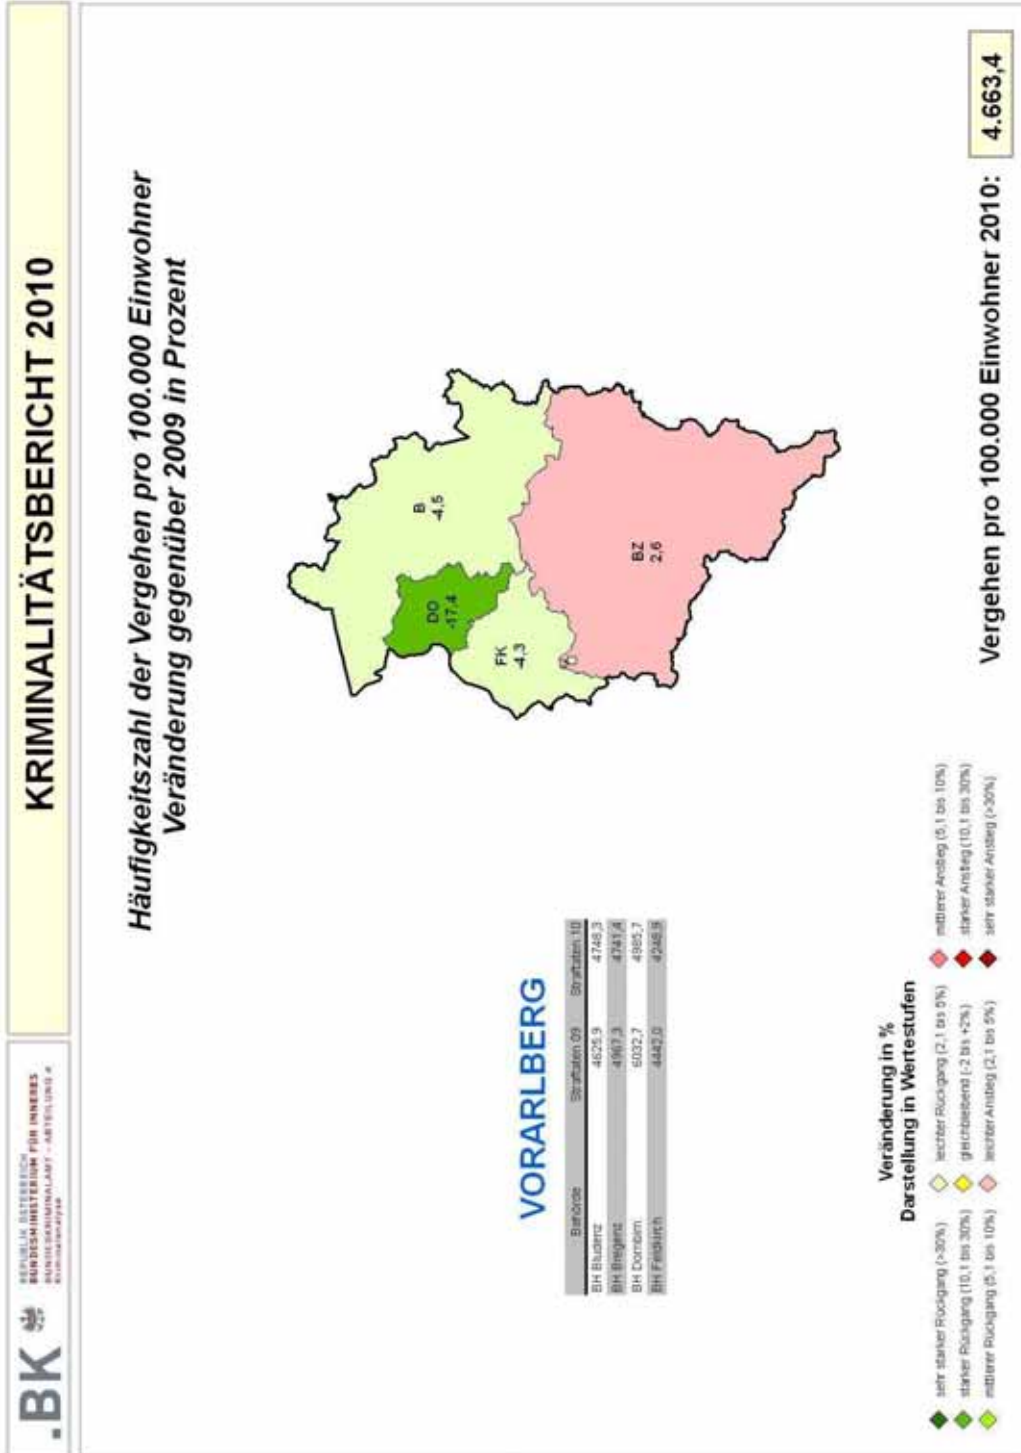 .BK
REPUBLIK ÖSTERREICH
BUNDESMINISTERIUM FÜR INNERES
BUNDESKRIMINALAMT - ABTEILUNG 4
Kriminalanalyse
KRIMINALITÄTSBERICHT 2010
Häufigkeitszahl der Vergehen pro 100.000 Einwohner
Veränderung gegenüber 2009 in Prozent
VORARLBERG
Behörde Straftaten 09 Straftaten 10
BH Bludenz 4625,9 4746,3
BH Bregenz 4967,3 4741,4
BH Dornbirn 6032,7 4985,7
BH Feldkirch 4442,0 4248,9
B
-4,5
DO
-17,4
FK
-4,3
BZ
2,6
Veränderung in %
Darstellung in Wertestufen
sehr starker Rückgang (>30%)
starker Rückgang (10,1 bis 30%)
mittlerer Rückgang (5,1 bis 10%)
leichter Rückgang (2,1 bis 5%)
gleichbleibend (-2 bis +2%)
leichter Anstieg (2,1 bis 5%)
mittlerer Anstieg (5,1 bis 10%)
starker Anstieg (10,1 bis 30%)
sehr starker Anstieg (>30%)
Vergehen pro 100.000 Einwohner 2010: 4.663,4